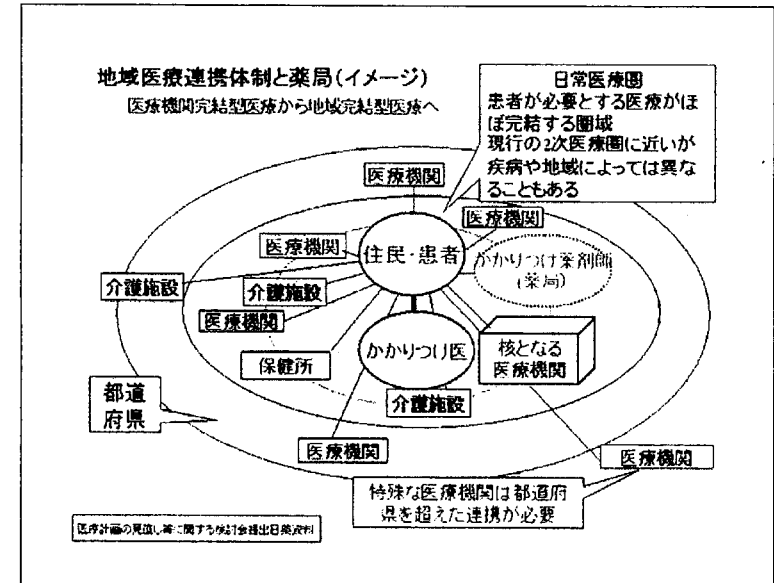 地域医療連携体制と薬局(イメージ)
医療機関完結型医療から地域完結型医療へ
日常医療圏
患者が必要とする医療がほ
ぼ完結する圏域
現行の2次医療圏に近いが
疾病や地域によっては異な
ることもある
医療機関
医療機関
医療機関
住民・患者
かかりつけ薬剤師
(薬局)
介護施設
介護施設
医療機関
かかりつけ医
核となる
医療機関
保健所
介護施設
都道
府県
医療機関
医療機関
特殊な医療機関は都道府
県を超えた連携が必要
医療計画の見直し等に関する検討会提出日薬資料